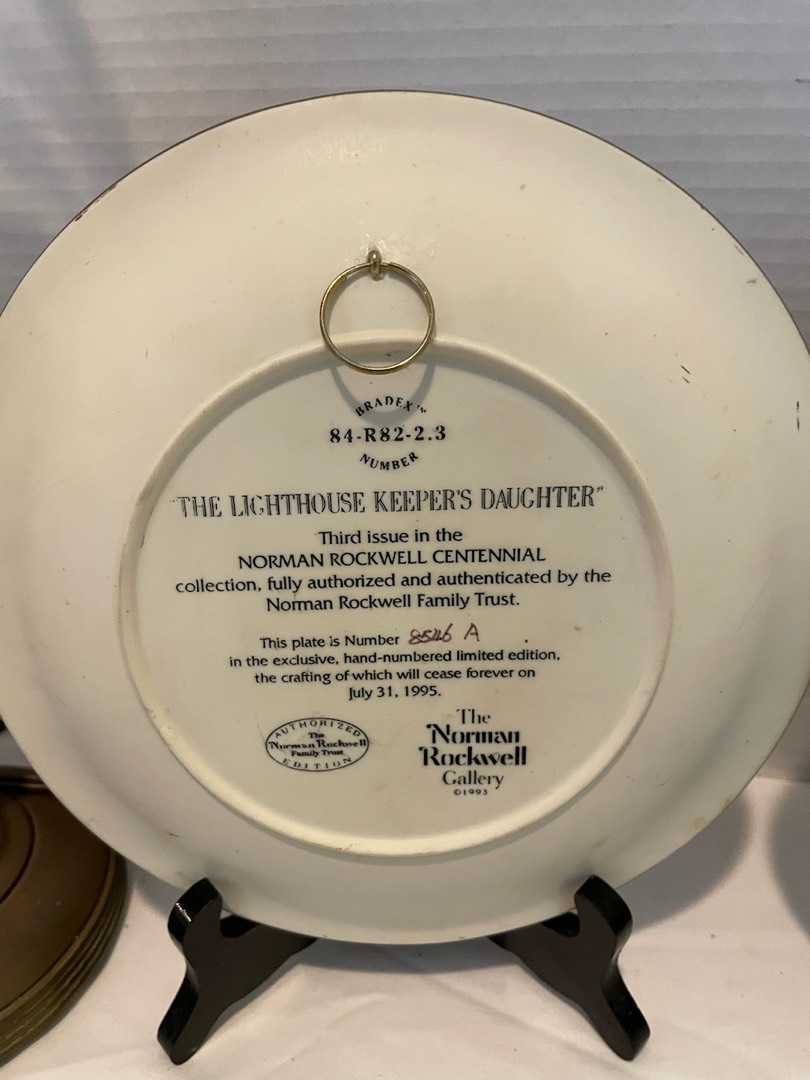 BRADEX™
84-R82-2.3
NUMBER
"THE LIGHTHOUSE KEEPER'S DAUGHTER"
Third issue in the
NORMAN ROCKWELL CENTENNIAL
collection, fully authorized and authenticated by the
Norman Rockwell Family Trust.
This plate is Number 8546 A .
in the exclusive, hand-numbered limited edition,
the crafting of which will cease forever on
July 31, 1995.
AUTHORIZED
The
Norman Rockwell
Family Trust
EDITION
The
Norman
Rockwell
Gallery
©1993